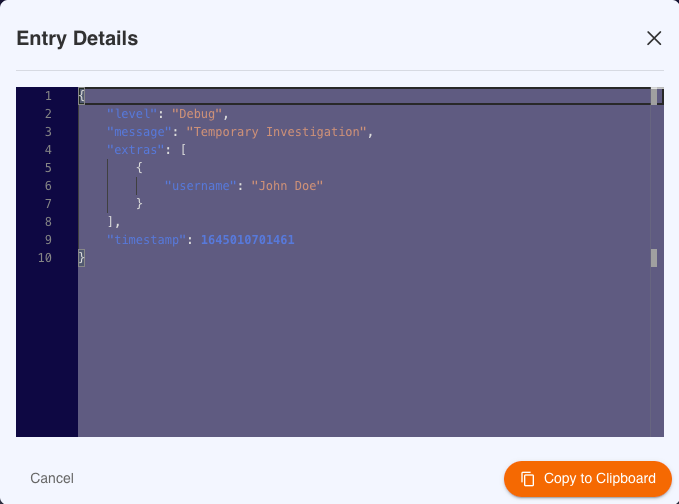 Entry Details
1 {
2     "level": "Debug",
3     "message": "Temporary Investigation",
4     "extras": [
5         {
6             "username": "John Doe"
7         }
8     ],
9     "timestamp": 1645010701461
10 }
Cancel
Copy to Clipboard